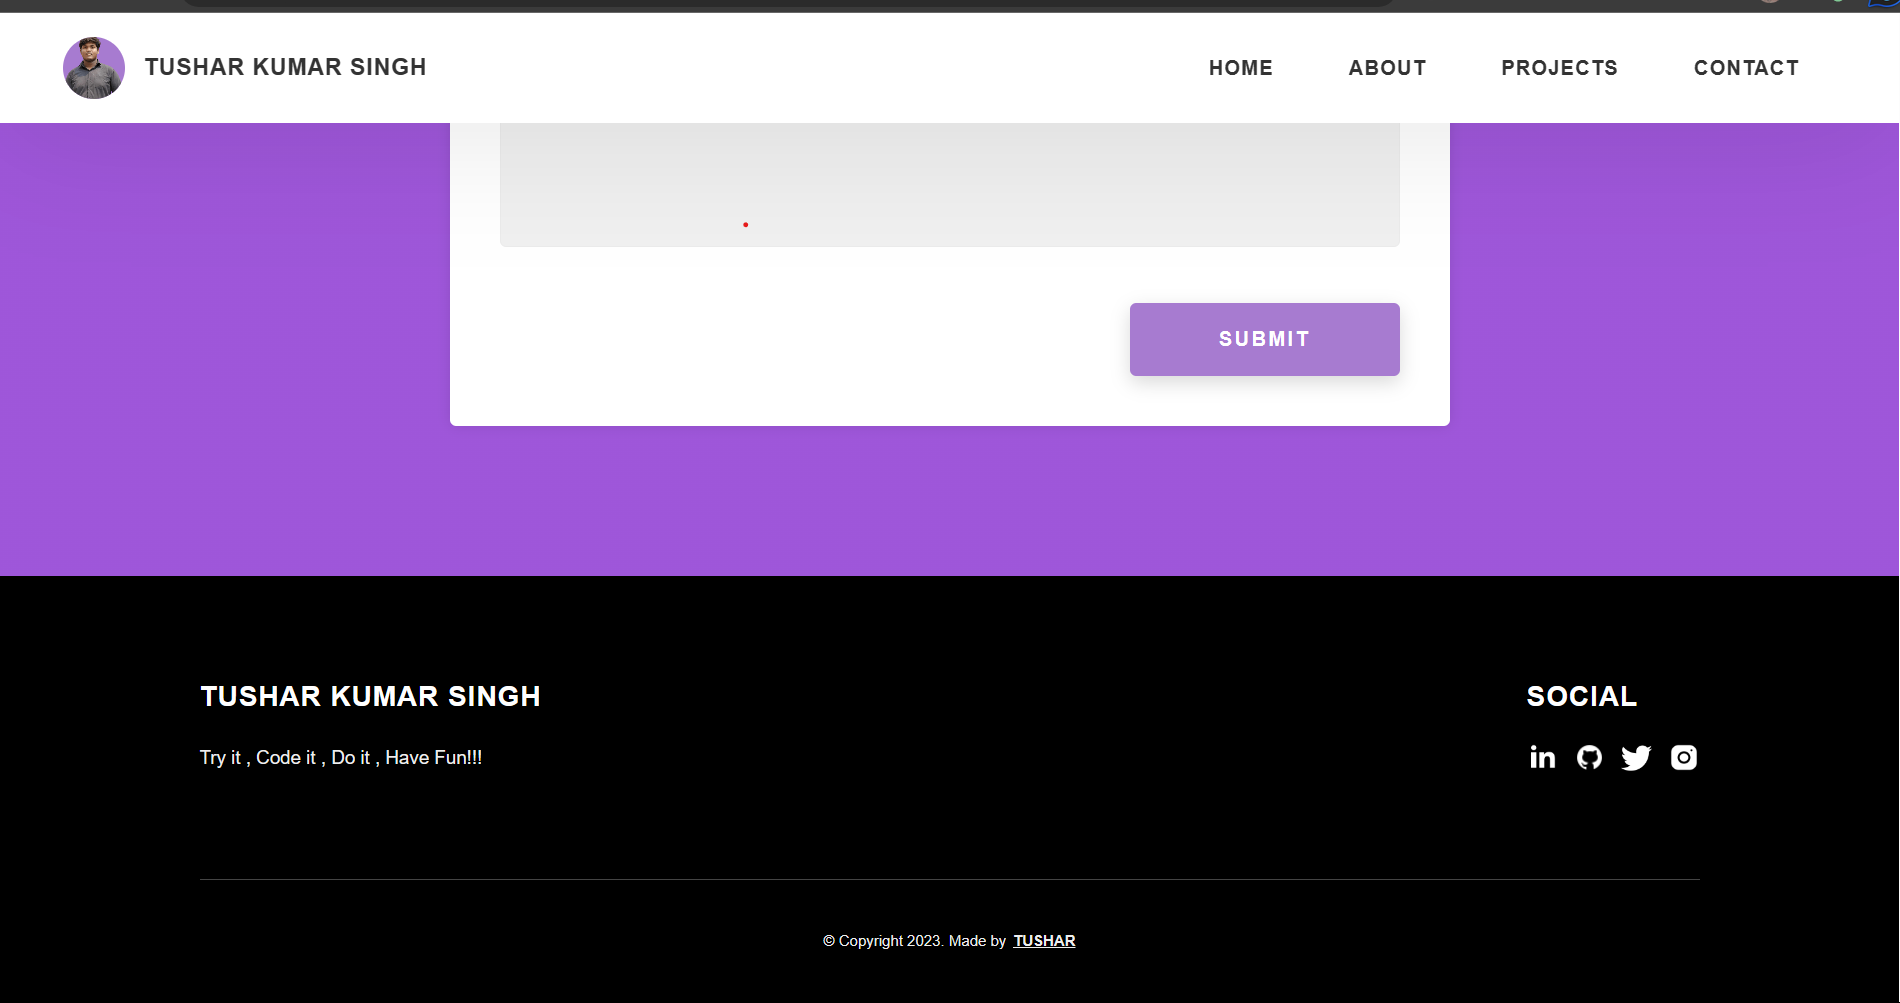 TUSHAR KUMAR SINGH
HOME ABOUT PROJECTS CONTACT
SUBMIT
TUSHAR KUMAR SINGH
SOCIAL
Try it , Code it , Do it , Have Fun!!!
in
© Copyright 2023. Made by TUSHAR